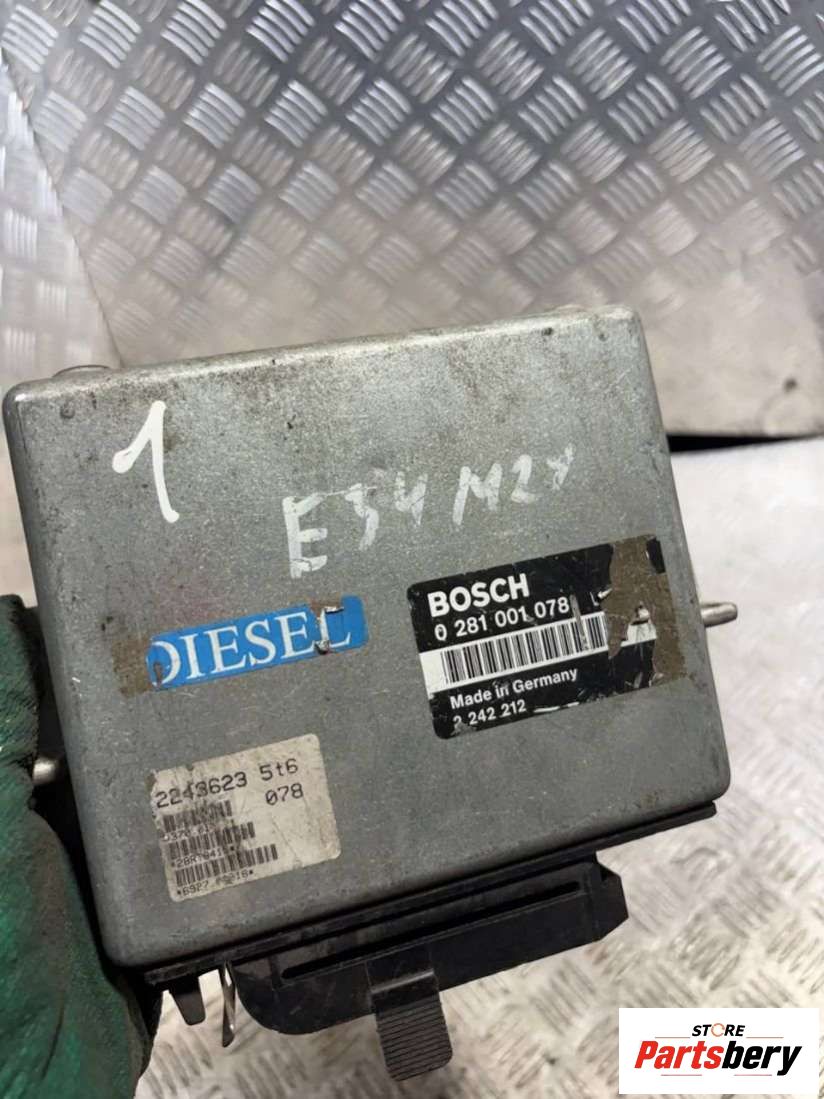 1
E34 M2x
BOSCH
0 281 001 078
Made in Germany
2 242 212
DIESEL
2243623 5t6
078
STORE
Partsbery